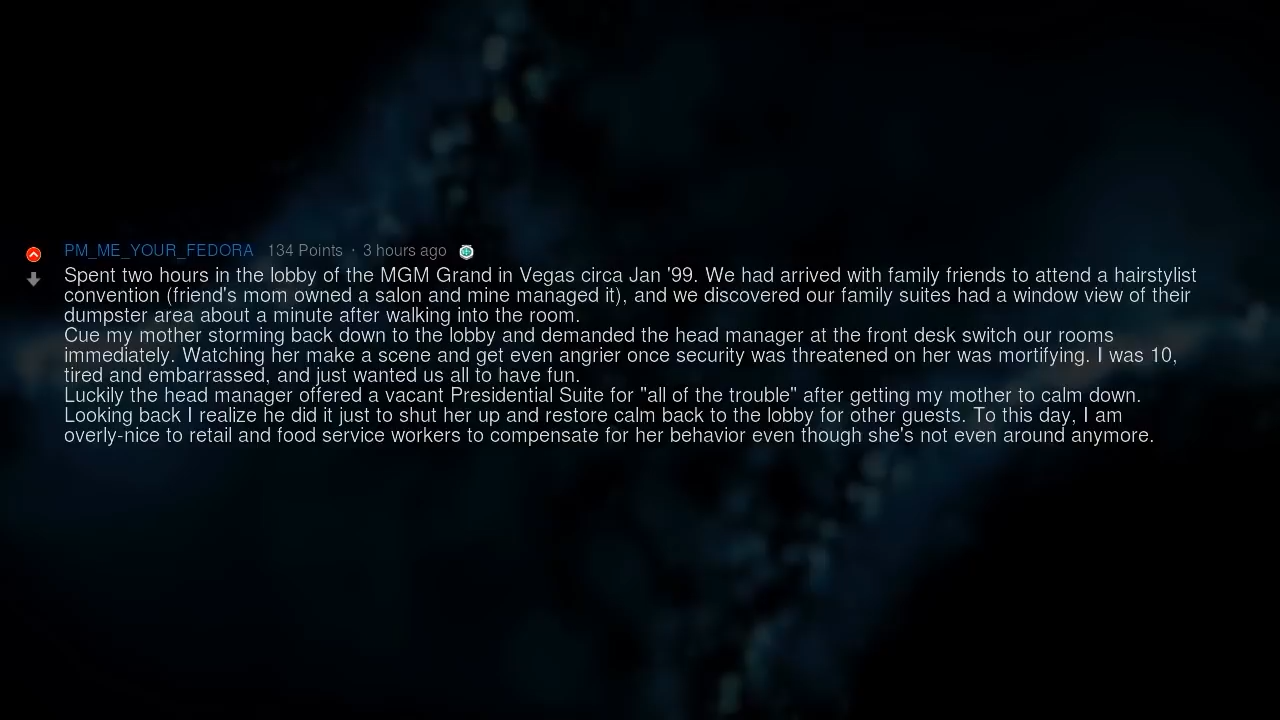 PM_ME_YOUR_FEDORA 134 Points · 3 hours ago
Spent two hours in the lobby of the MGM Grand in Vegas circa Jan '99. We had arrived with family friends to attend a hairstylist
convention (friend's mom owned a salon and mine managed it), and we discovered our family suites had a window view of their
dumpster area about a minute after walking into the room.
Cue my mother storming back down to the lobby and demanded the head manager at the front desk switch our rooms
immediately. Watching her make a scene and get even angrier once security was threatened on her was mortifying. I was 10,
tired and embarrassed, and just wanted us all to have fun.
Luckily the head manager offered a vacant Presidential Suite for "all of the trouble" after getting my mother to calm down.
Looking back I realize he did it just to shut her up and restore calm back to the lobby for other guests. To this day, I am
overly-nice to retail and food service workers to compensate for her behavior even though she's not even around anymore.